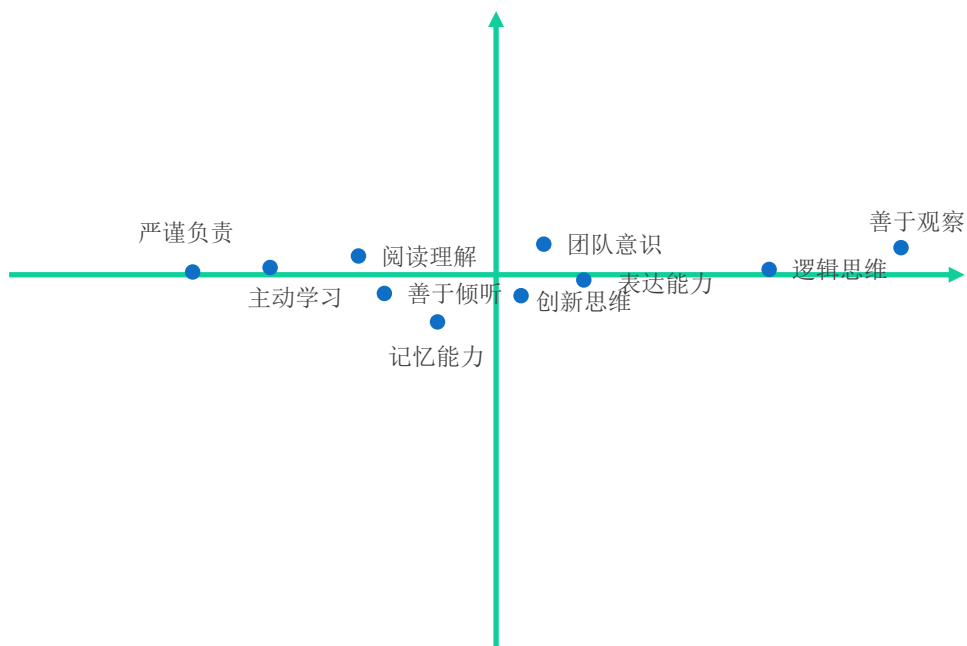 善于观察
严谨负责
团队意识
阅读理解
逻辑思维
表达能力
善于倾听
主动学习
创新思维
记忆能力